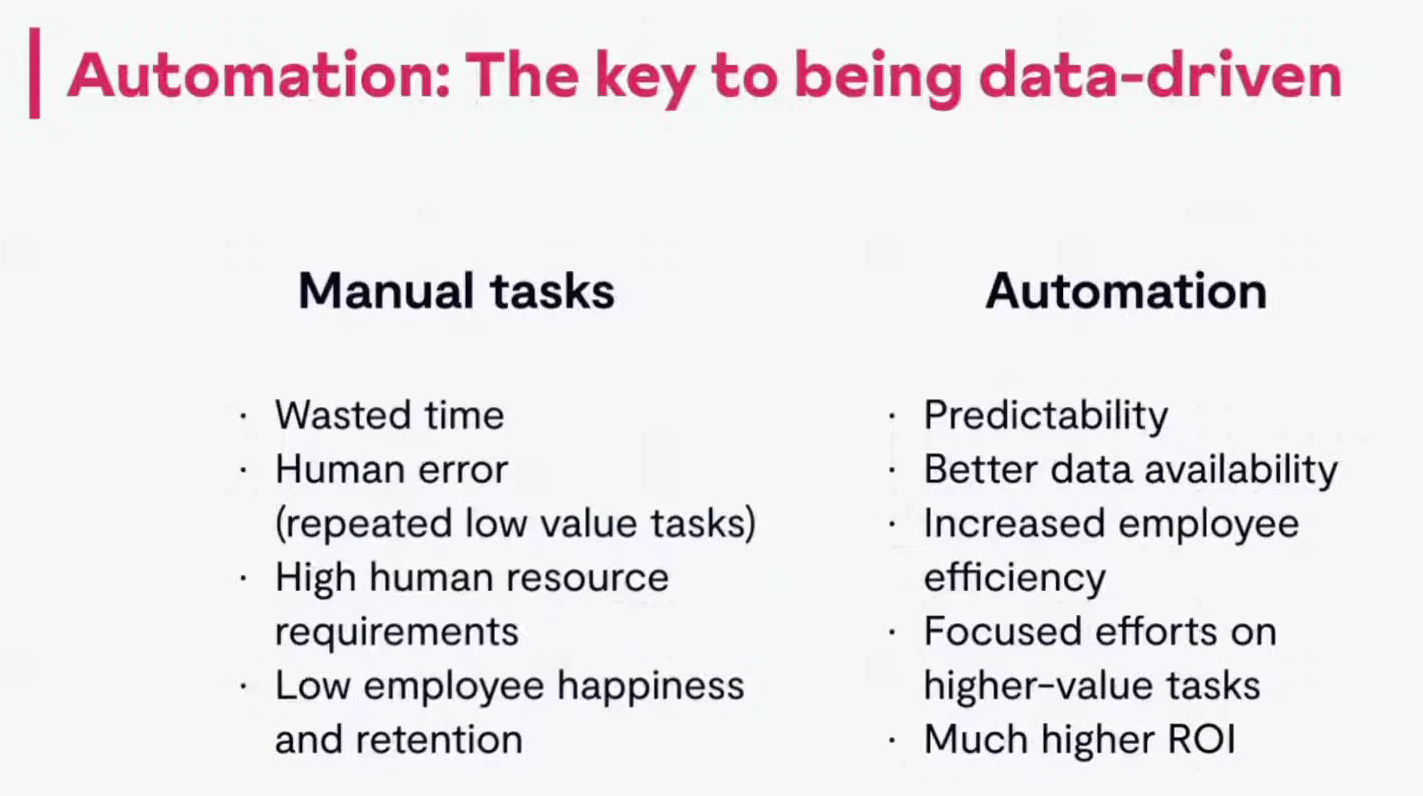 Automation: The key to being data-driven
Manual tasks
· Wasted time
· Human error
(repeated low value tasks)
· High human resource
requirements
· Low employee happiness
and retention
Automation
· Predictability
· Better data availability
· Increased employee
efficiency
· Focused efforts on
higher-value tasks
· Much higher ROI